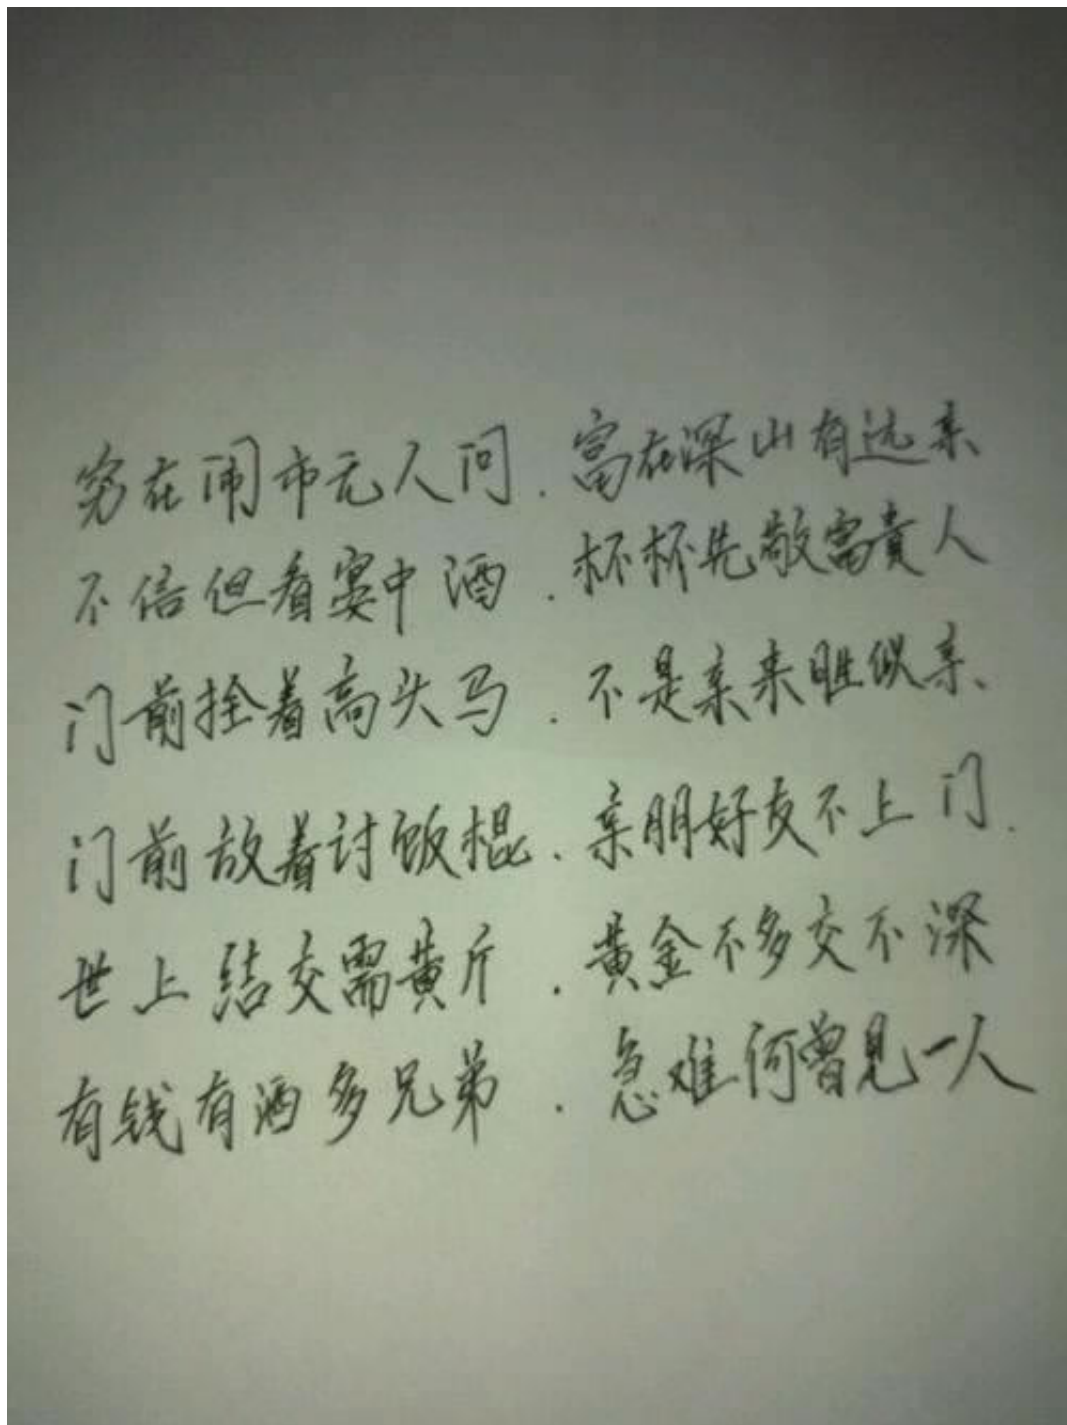 穷在闹市无人问.富在深山有远亲
不信但看宴中酒.杯杯先敬富貴人
门前拴着高头马.不是亲来胜似亲、
门前放着讨饭棍.亲朋好友不上门.
世上结交需黄斤.黄金不多交不深
有钱有酒多兄弟.急难何曾见一人